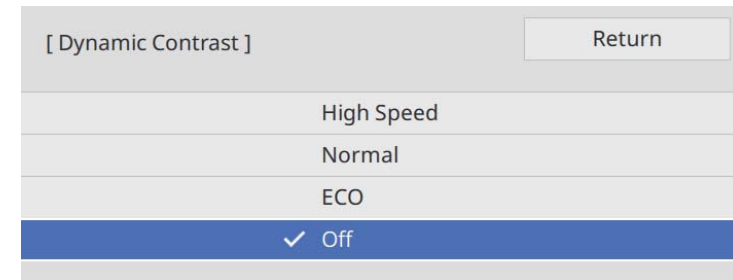 [ Dynamic Contrast ]
Return
High Speed
Normal
ECO
Off